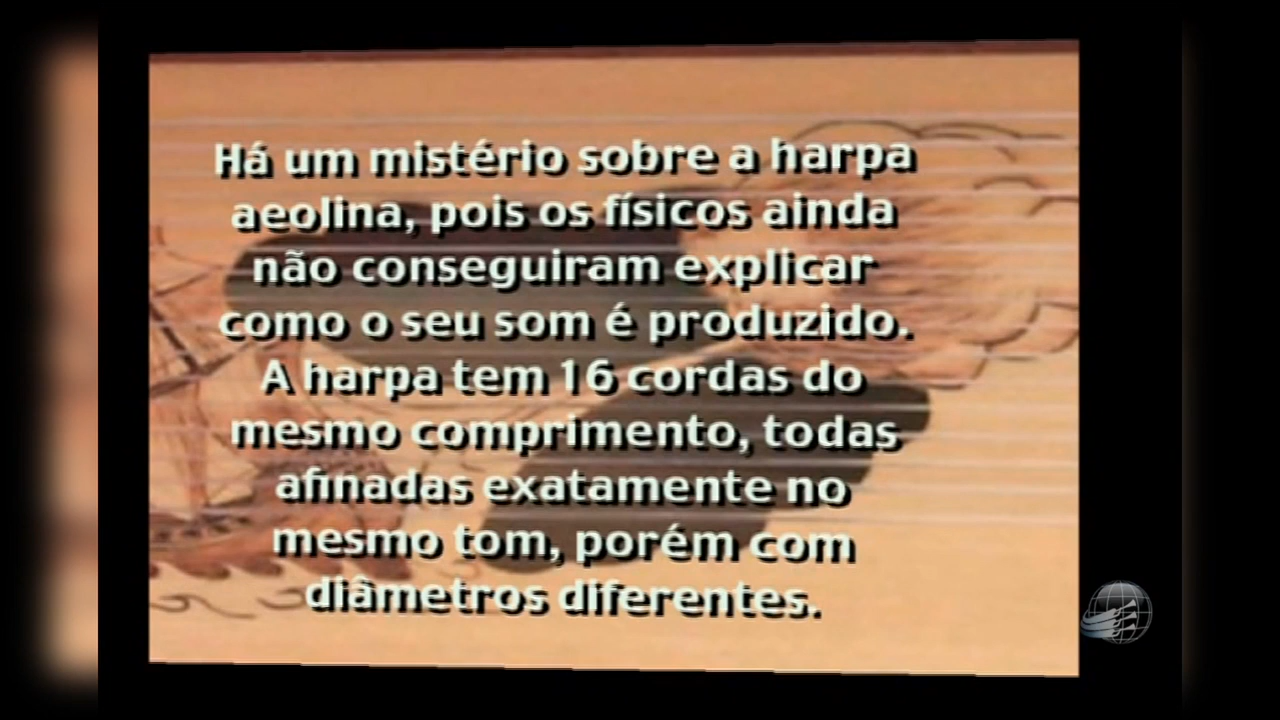 Há um mistério sobre a harpa
aeolina, pois os físicos ainda
não conseguiram explicar
como o seu som é produzido.
A harpa tem 16 cordas do
mesmo comprimento, todas
afinadas exatamente no
mesmo tom, porém com
diâmetros diferentes.